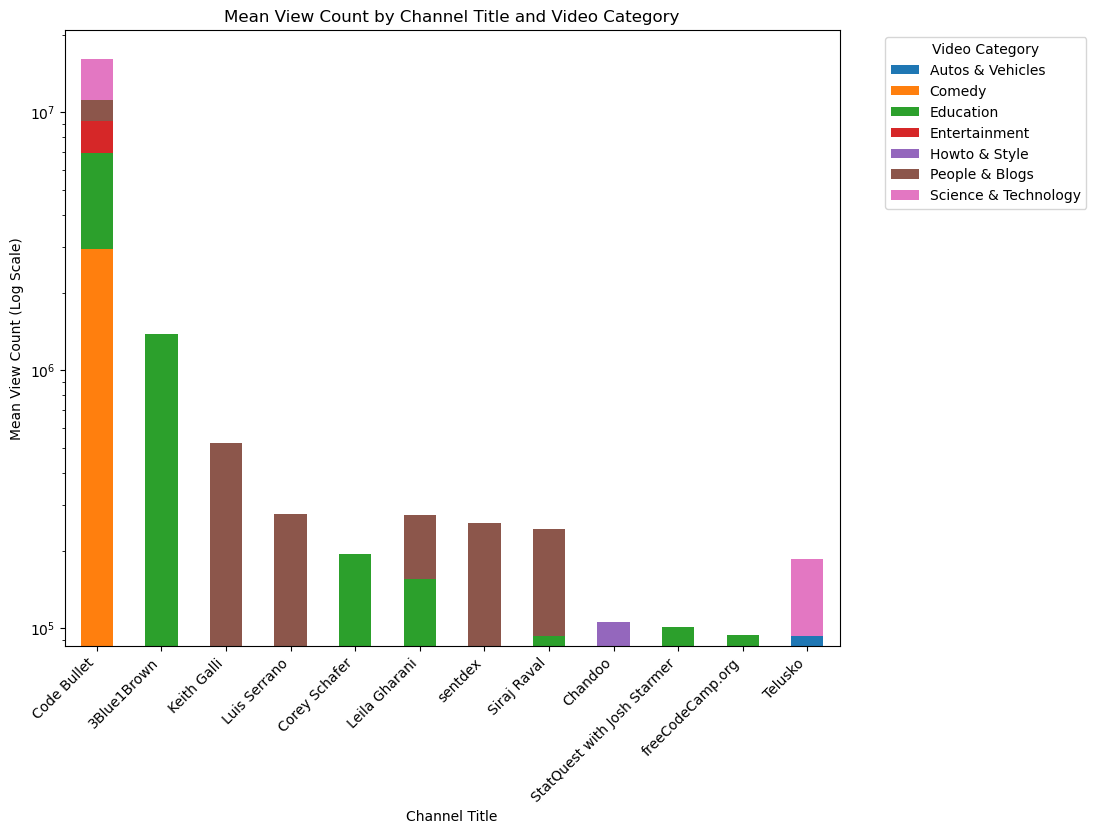 Mean View Count by Channel Title and Video Category
Mean View Count (Log Scale)
10^7
10^6
10^5
Code Bullet
3Blue1Brown
Keith Galli
Luis Serrano
Corey Schafer
Leila Gharani
sentdex
Siraj Raval
Chandoo
StatQuest with Josh Starmer
freeCodeCamp.org
Telusko
Channel Title
Video Category
Autos & Vehicles
Comedy
Education
Entertainment
Howto & Style
People & Blogs
Science & Technology